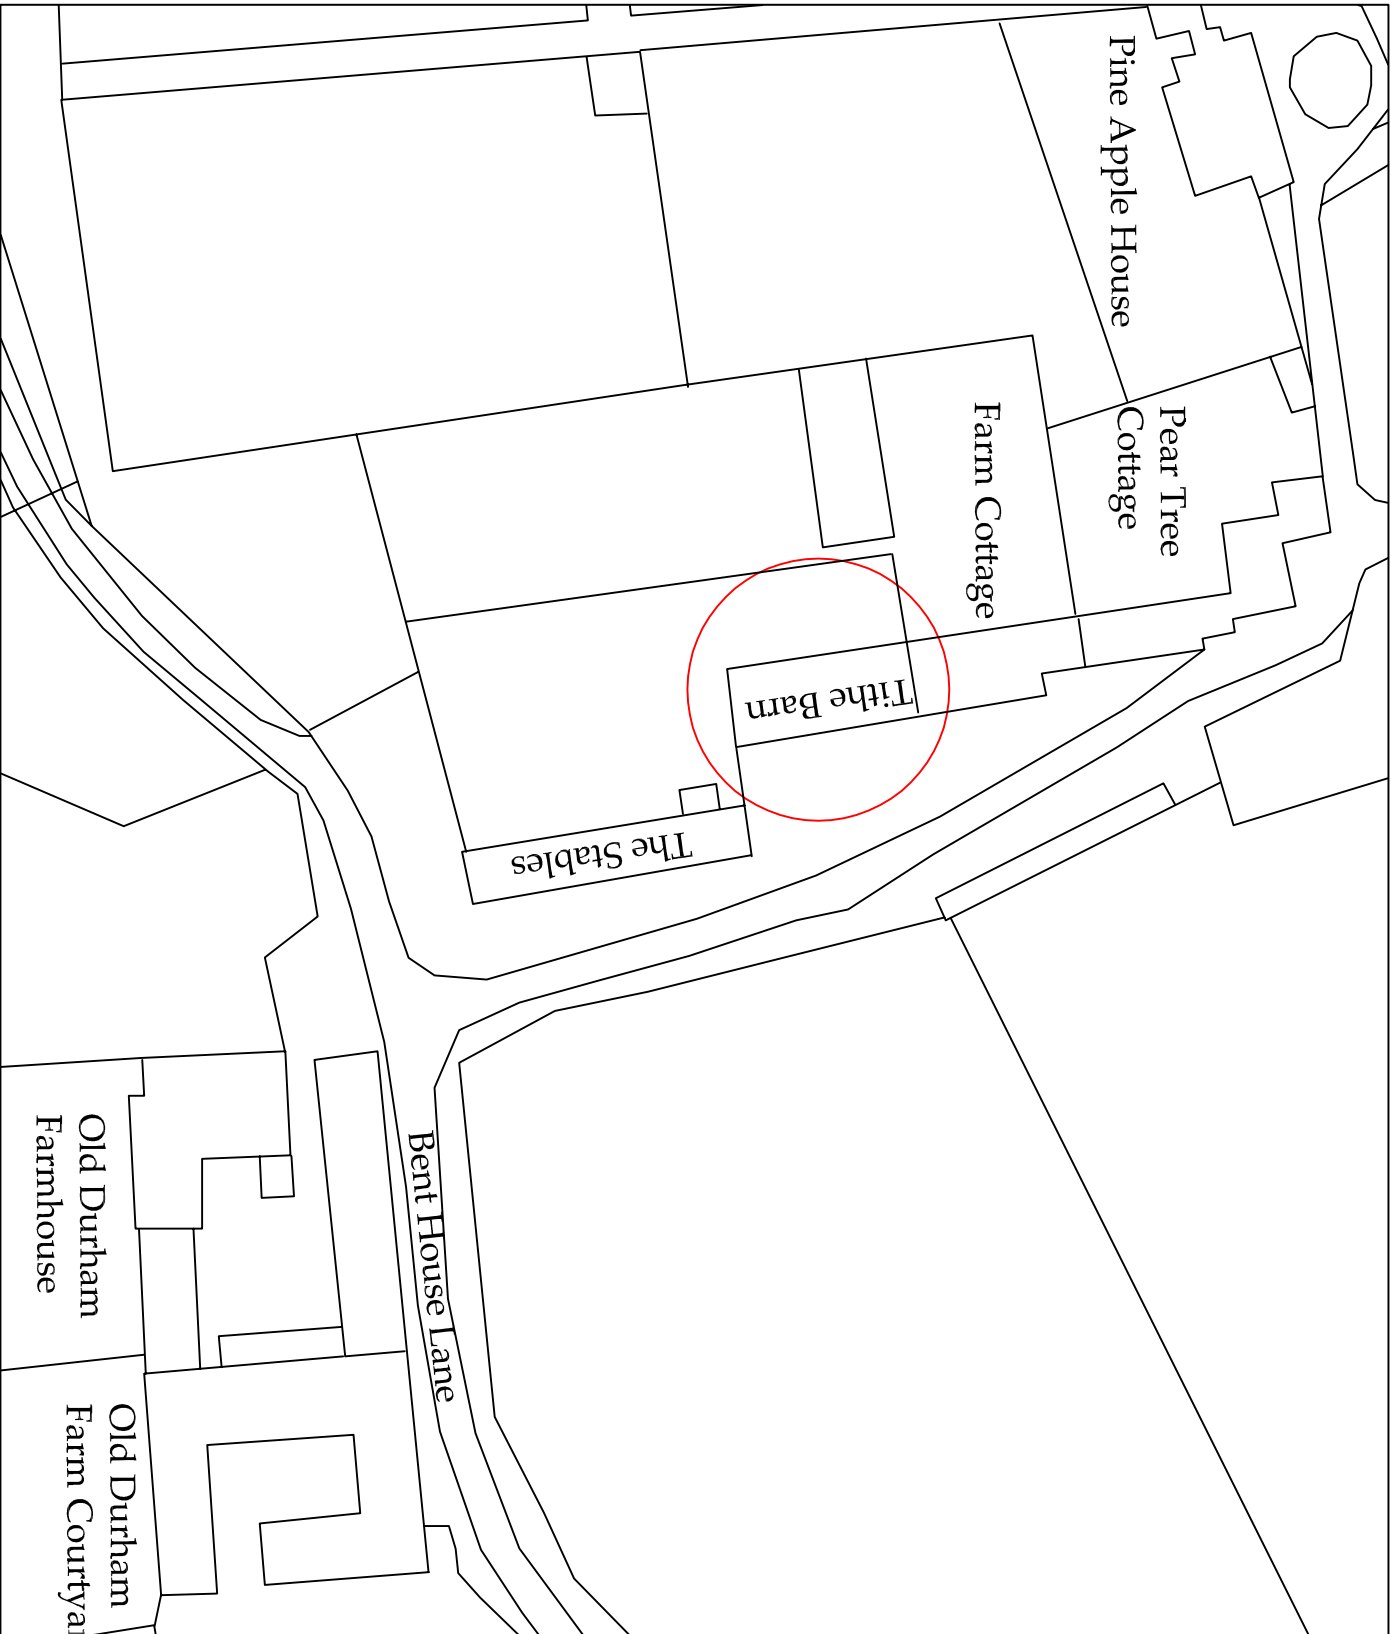 Pine Apple House
Pear Tree
Cottage
Farm Cottage
Tithe Barn
The Stables
Bent House Lane
Old Durham
Farmhouse
Old Durham
Farm Courtya